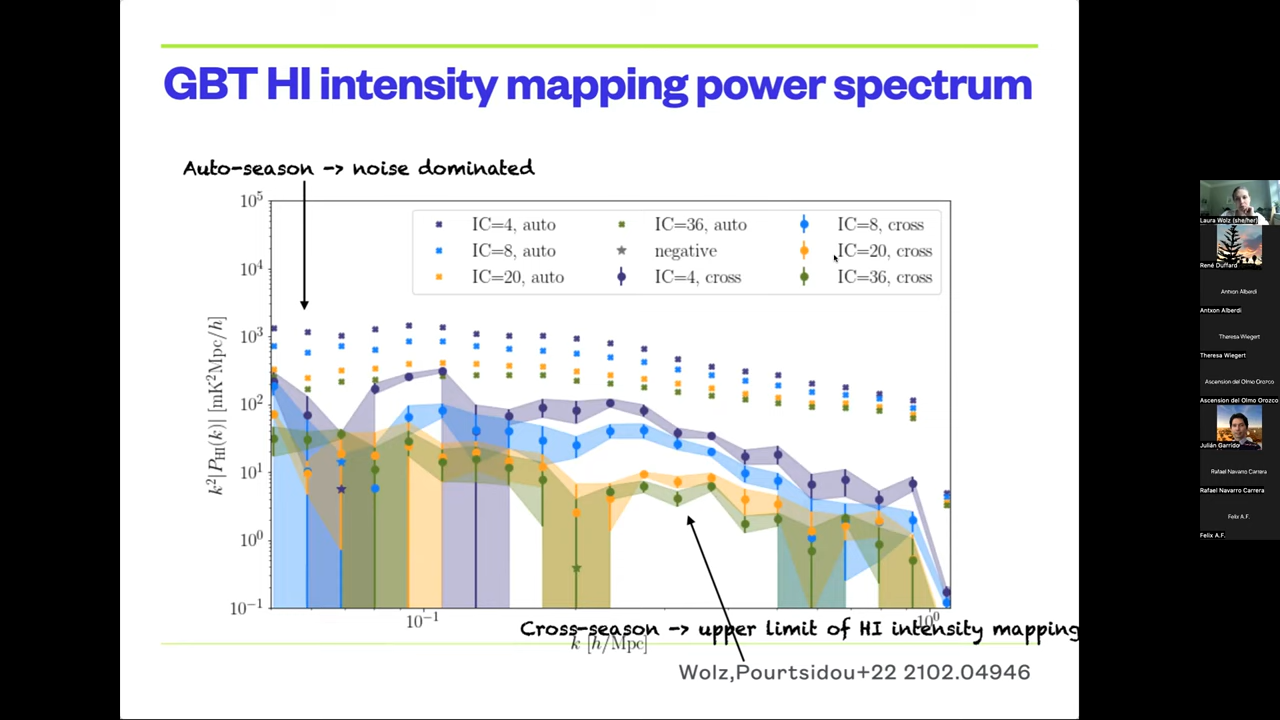 GBT HI intensity mapping power spectrum
Auto-season -> noise dominated
10^5
10^4
10^3
10^2
10^1
10^0
10^-1
k^2|P_HI(k)| [mK^2Mpc/h]
IC=4, auto
IC=8, auto
IC=20, auto
IC=36, auto
negative
IC=4, cross
IC=8, cross
IC=20, cross
IC=36, cross
10^-1
10^0
k [h/Mpc]
Cross-season -> upper limit of HI intensity mapping
Wolz,Pourtsidou+22 2102.04946
Laura Wolz (she/her)
René Duffard
Antxon Alberdi
Antxon Alberdi
Theresa Wiegert
Theresa Wiegert
Ascension del Olmo Orozco
Ascension del Olmo Orozco
Julián Garrido
Rafael Navarro Carrera
Rafael Navarro Carrera
Felix A.F.
Felix A.F.